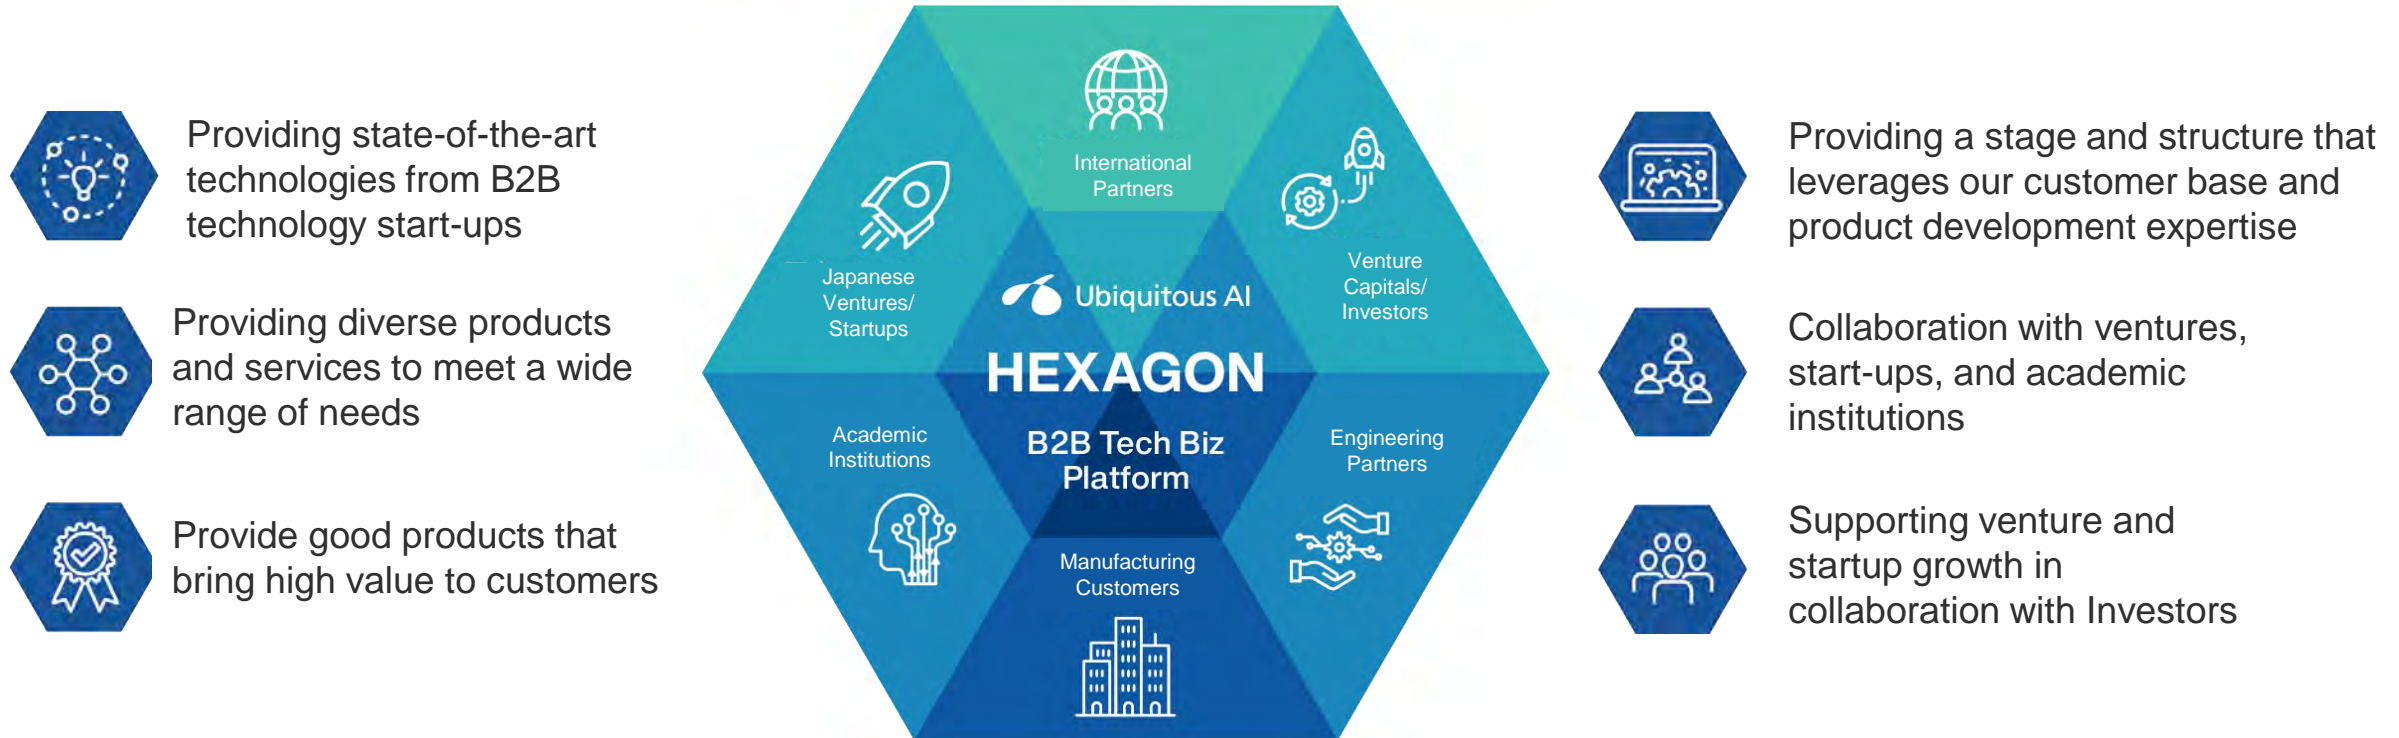 Providing state-of-the-art
technologies from B2B
technology start-ups
Providing diverse products
and services to meet a wide
range of needs
Provide good products that
bring high value to customers
International
Partners
Japanese
Ventures/
Startups
Venture
Capitals/
Investors
Ubiquitous AI
HEXAGON
B2B Tech Biz
Platform
Academic
Institutions
Engineering
Partners
Manufacturing
Customers
Providing a stage and structure that
leverages our customer base and
product development expertise
Collaboration with ventures,
start-ups, and academic
institutions
Supporting venture and
startup growth in
collaboration with Investors